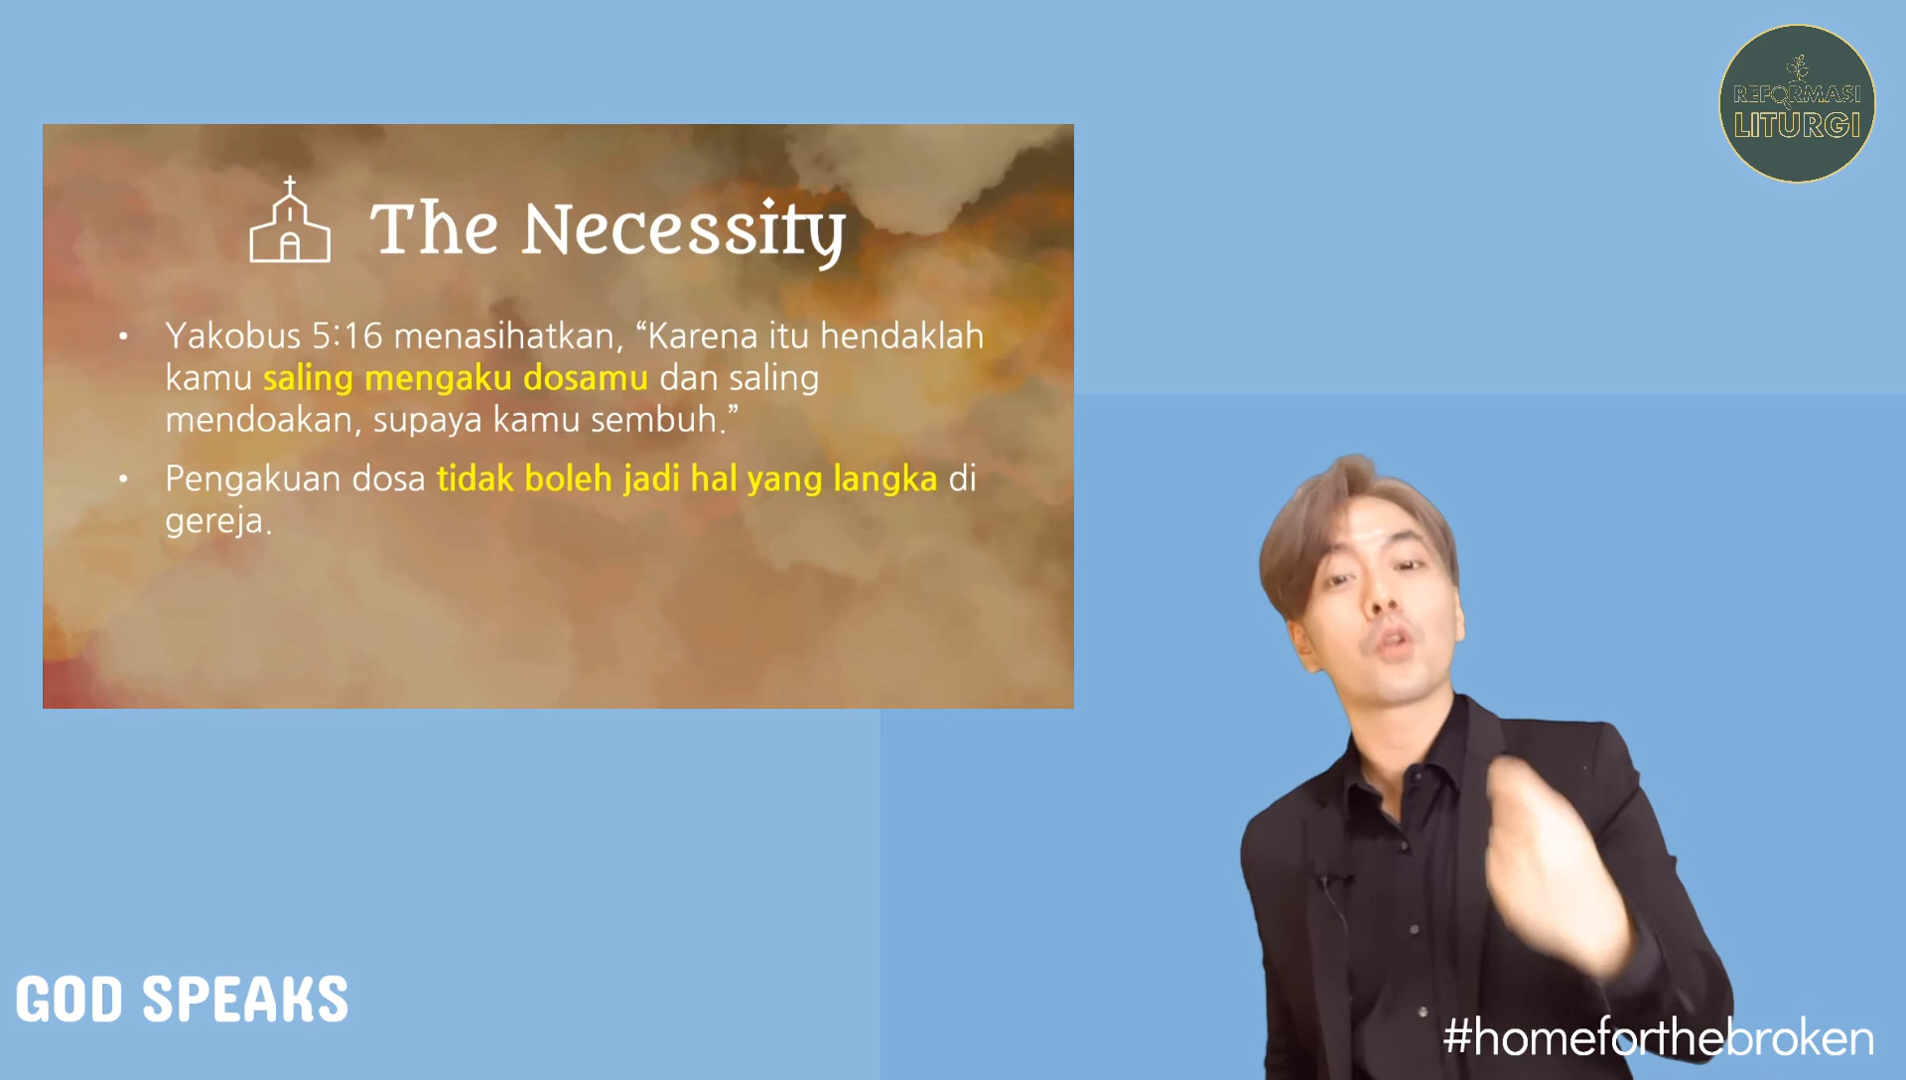 REFORMASI
LITURGI
The Necessity
• Yakobus 5:16 menasihatkan, “Karena itu hendaklah
kamu saling mengaku dosamu dan saling
mendoakan, supaya kamu sembuh.”
• Pengakuan dosa tidak boleh jadi hal yang langka di
gereja.
GOD SPEAKS
#homeforthebroken